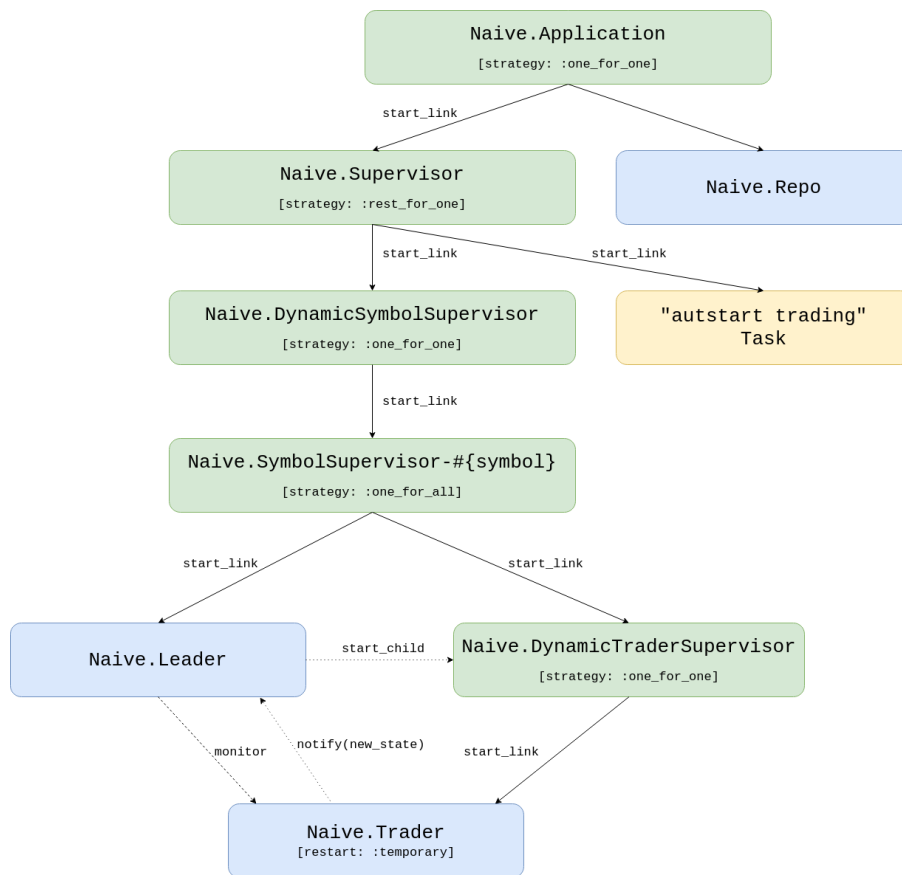 Naive.Application
[strategy: :one_for_one]
start_link
Naive.Supervisor
[strategy: :rest_for_one]
Naive.Repo
start_link
start_link
Naive.DynamicSymbolSupervisor
[strategy: :one_for_one]
"autstart trading"
Task
start_link
Naive.SymbolSupervisor-#{symbol}
[strategy: :one_for_all]
start_link
start_link
Naive.Leader
start_child
Naive.DynamicTraderSupervisor
[strategy: :one_for_one]
monitor
notify(new_state)
start_link
Naive.Trader
[restart: :temporary]